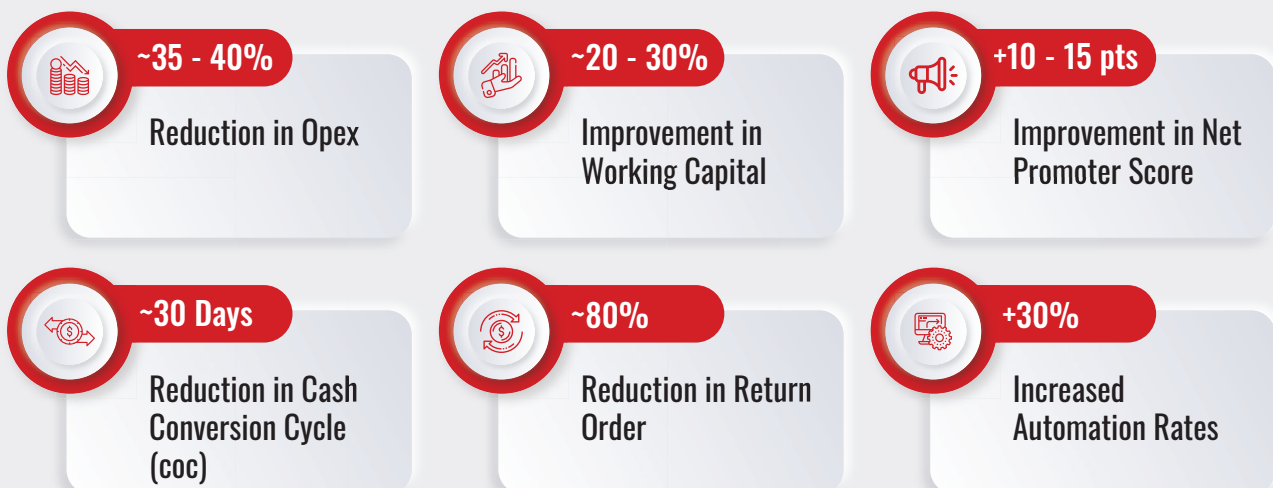 ~35 - 40%
Reduction in Opex
~20 - 30%
Improvement in
Working Capital
+10 - 15 pts
Improvement in Net
Promoter Score
~30 Days
Reduction in Cash
Conversion Cycle
(coc)
~80%
Reduction in Return
Order
+30%
Increased
Automation Rates